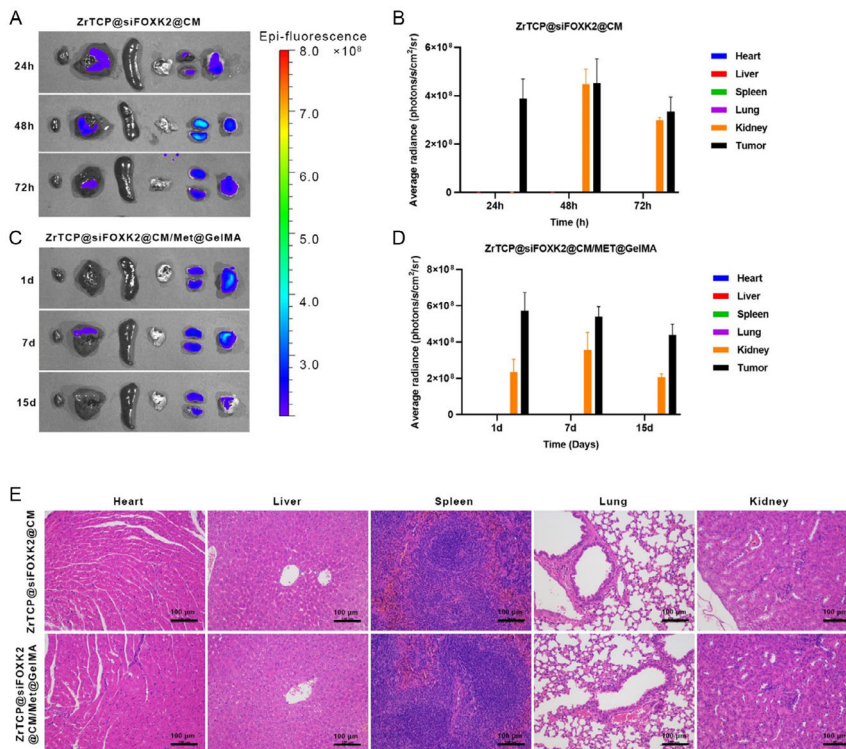 A
ZrTCP@siFOXK2@CM
24h
48h
72h
Epi-fluorescence
8.0 ×10⁸
7.0
6.0
5.0
4.0
3.0
B
ZrTCP@siFOXK2@CM
Average radiance (photons/s/cm²/sr)
6×10⁸
4×10⁸
2×10⁸
0
24h 48h 72h
Time (h)
Heart
Liver
Spleen
Lung
Kidney
Tumor
C
ZrTCP@siFOXK2@CM/Met@GelMA
1d
7d
15d
D
ZrTCP@siFOXK2@CM/MET@GelMA
Average radiance (photons/s/cm²/sr)
8×10⁸
6×10⁸
4×10⁸
2×10⁸
0
1d 7d 15d
Time (Days)
Heart
Liver
Spleen
Lung
Kidney
Tumor
E
Heart Liver Spleen Lung Kidney
ZrTCP@siFOXK2@CM
100 μm 100 μm 100 μm 100 μm 100 μm
ZrTCP@siFOXK2
@CM/Met@GelMA
100 μm 100 μm 100 μm 100 μm 100 μm